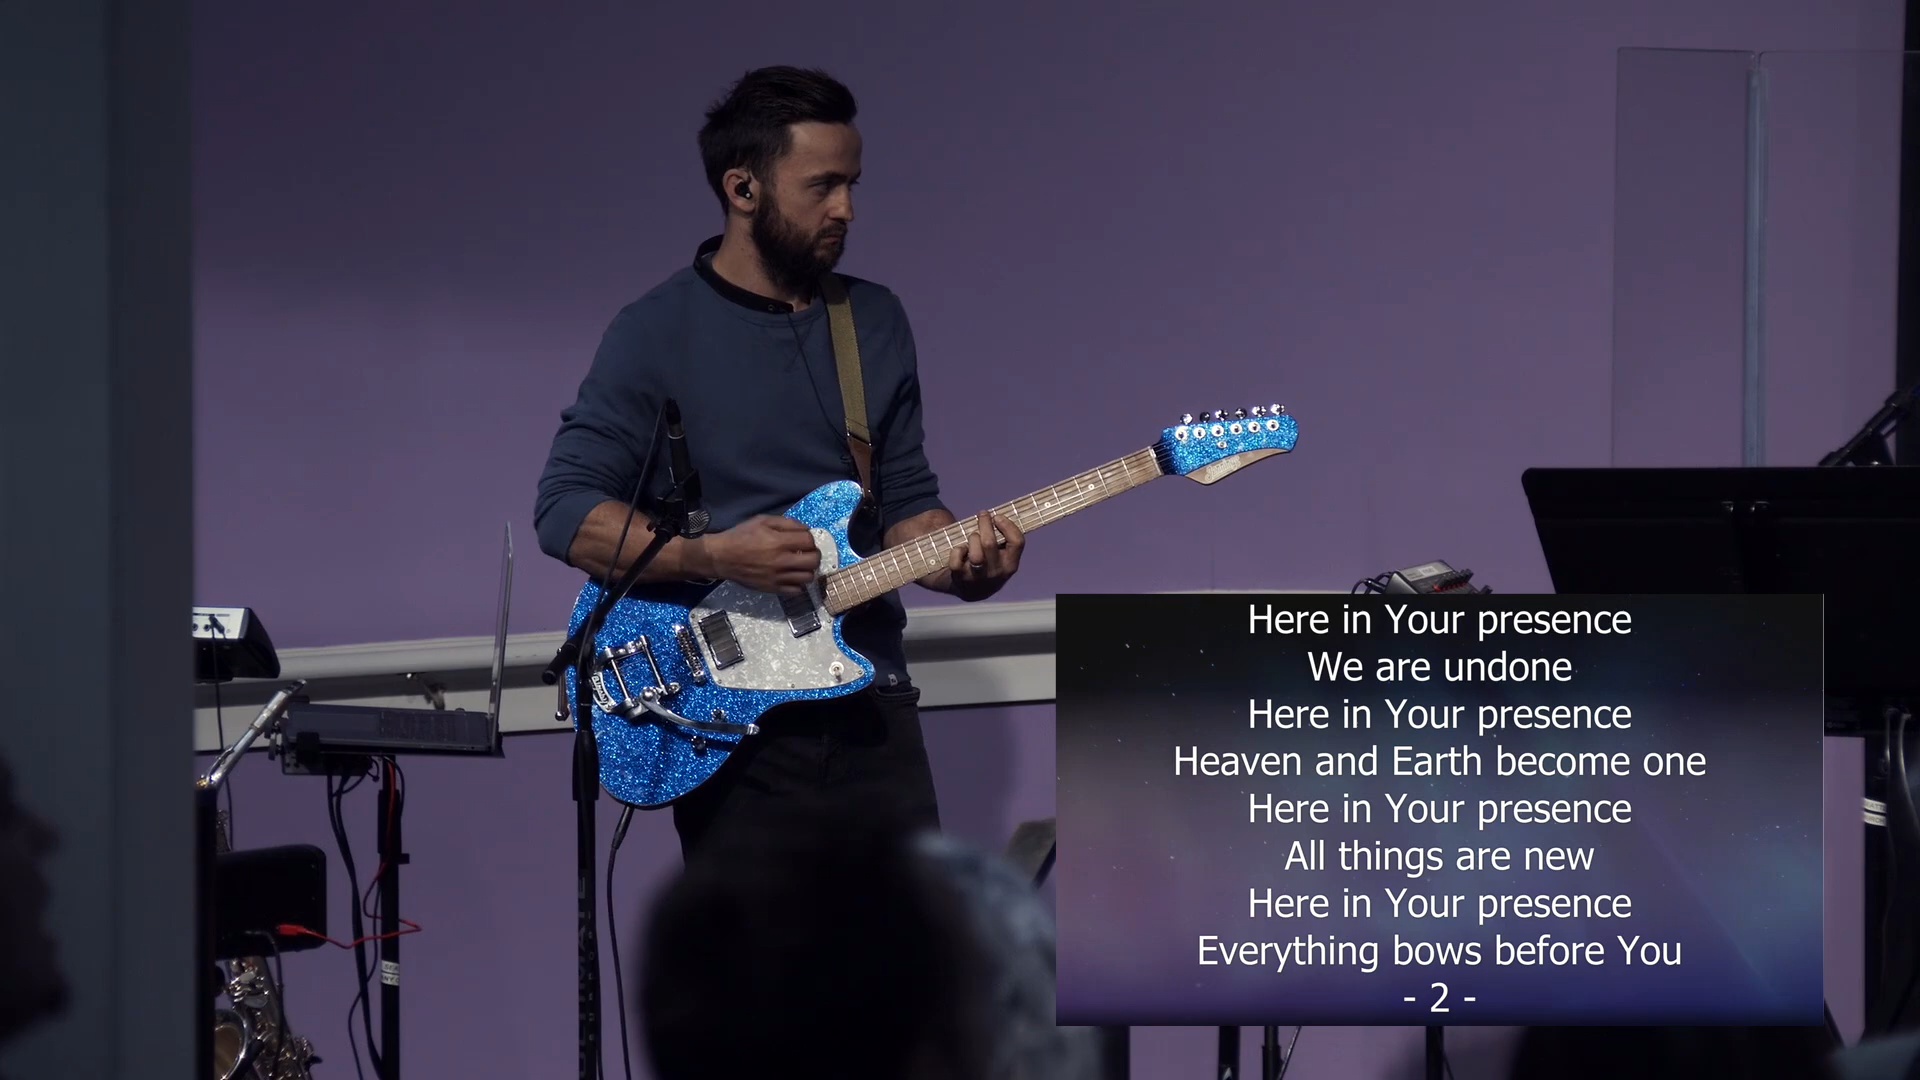 Here in Your presence
We are undone
Here in Your presence
Heaven and Earth become one
Here in Your presence
All things are new
Here in Your presence
Everything bows before You
- 2 -